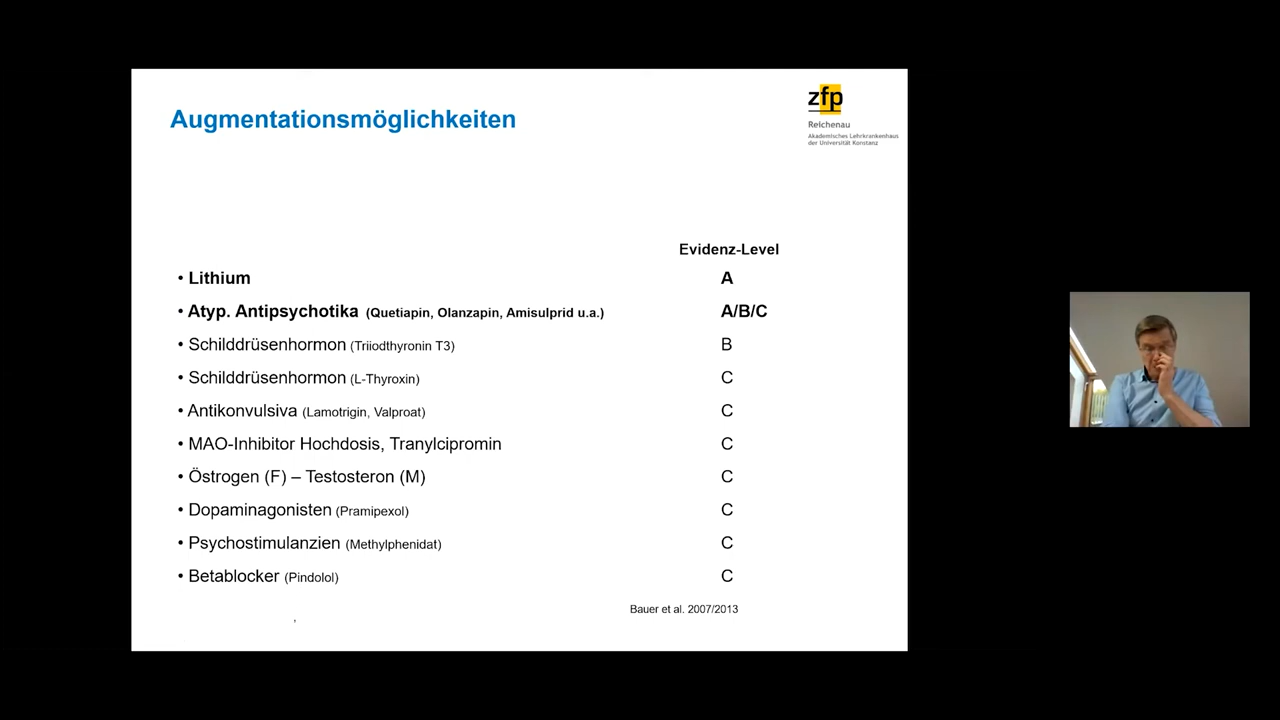 Augmentationsmöglichkeiten
zfp
Reichenau
Akademisches Lehrkrankenhaus
der Universität Konstanz
Evidenz-Level
• Lithium A
• Atyp. Antipsychotika (Quetiapin, Olanzapin, Amisulprid u.a.) A/B/C
• Schilddrüsenhormon (Triiodthyronin T3) B
• Schilddrüsenhormon (L-Thyroxin) C
• Antikonvulsiva (Lamotrigin, Valproat) C
• MAO-Inhibitor Hochdosis, Tranylcipromin C
• Östrogen (F) – Testosteron (M) C
• Dopaminagonisten (Pramipexol) C
• Psychostimulanzien (Methylphenidat) C
• Betablocker (Pindolol) C
Bauer et al. 2007/2013
,